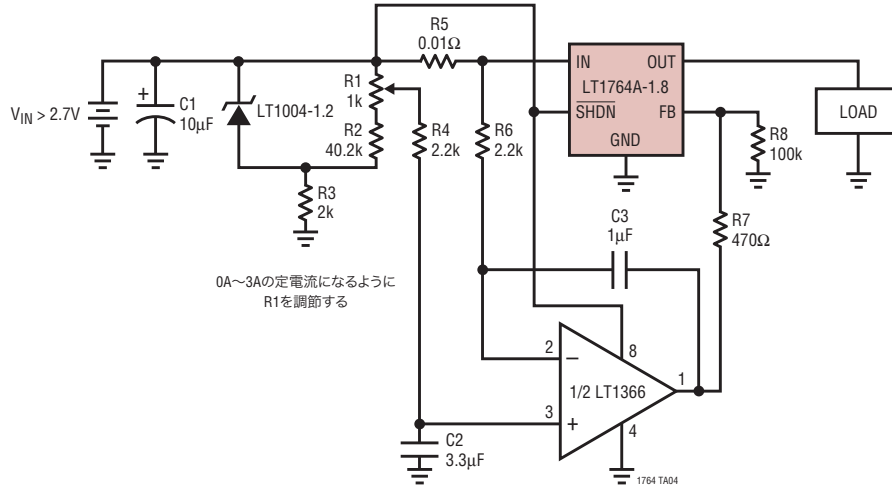 R5
0.01Ω
IN
OUT
LT1764A-1.8
SHDN
FB
GND
VIN > 2.7V
+
C1
10µF
LT1004-1.2
R1
1k
R2
40.2k
R4
2.2k
R6
2.2k
R3
2k
R8
100k
LOAD
R7
470Ω
C3
1µF
0A～3Aの定電流になるように
R1を調節する
2
–
8
1/2 LT1366
1
3
+
4
C2
3.3µF
1764 TA04